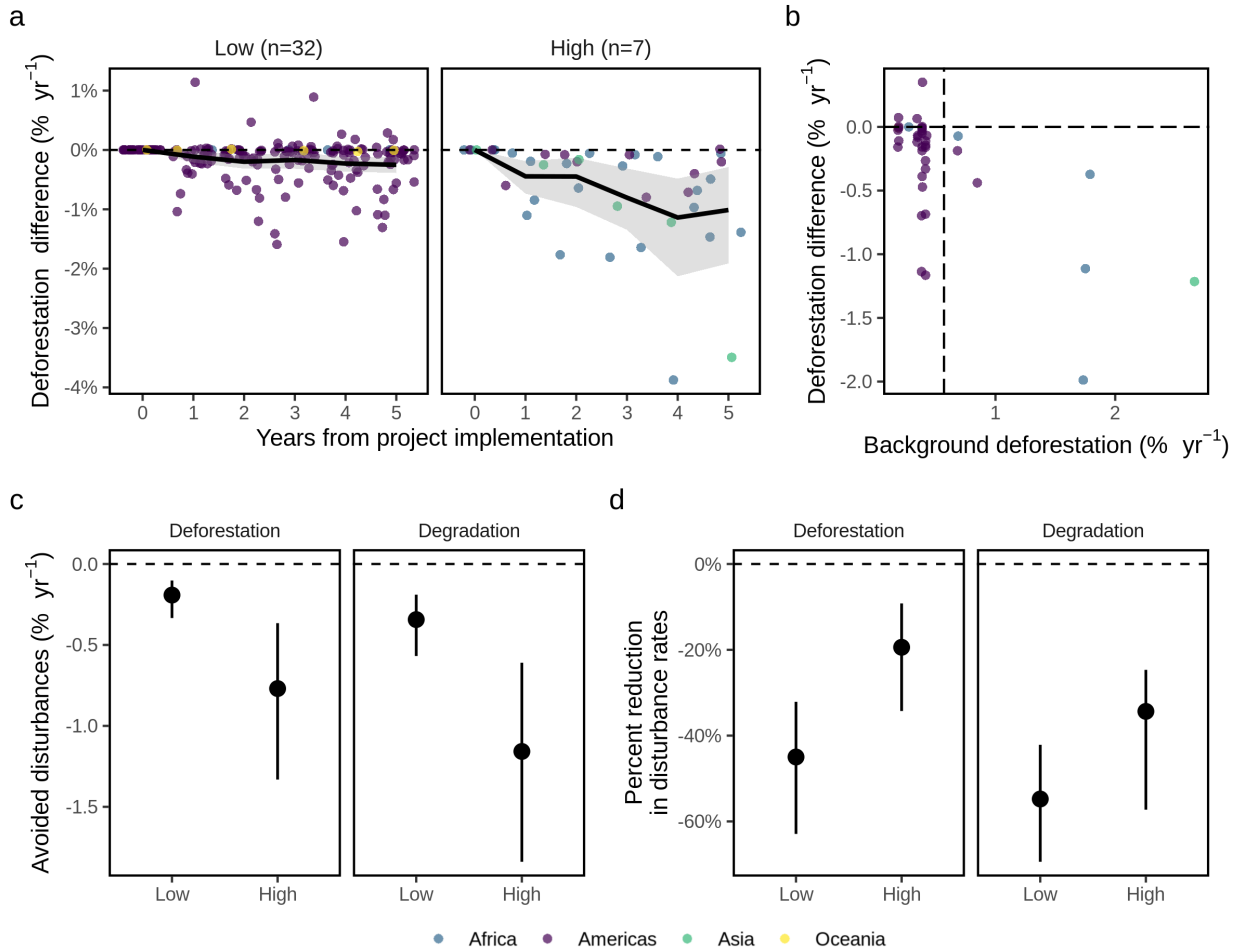 a
b
Low (n=32)
High (n=7)
Deforestation difference (% yr⁻¹)
1%
0%
-1%
-2%
-3%
-4%
0 1 2 3 4 5
0 1 2 3 4 5
Years from project implementation
Deforestation difference (% yr⁻¹)
0.0
-0.5
-1.0
-1.5
-2.0
1 2
Background deforestation (% yr⁻¹)
c
d
Deforestation
Degradation
Avoided disturbances (% yr⁻¹)
0.0
-0.5
-1.0
-1.5
Low High
Low High
Deforestation
Degradation
Percent reduction
in disturbance rates
0%
-20%
-40%
-60%
Low High
Low High
Africa Americas Asia Oceania